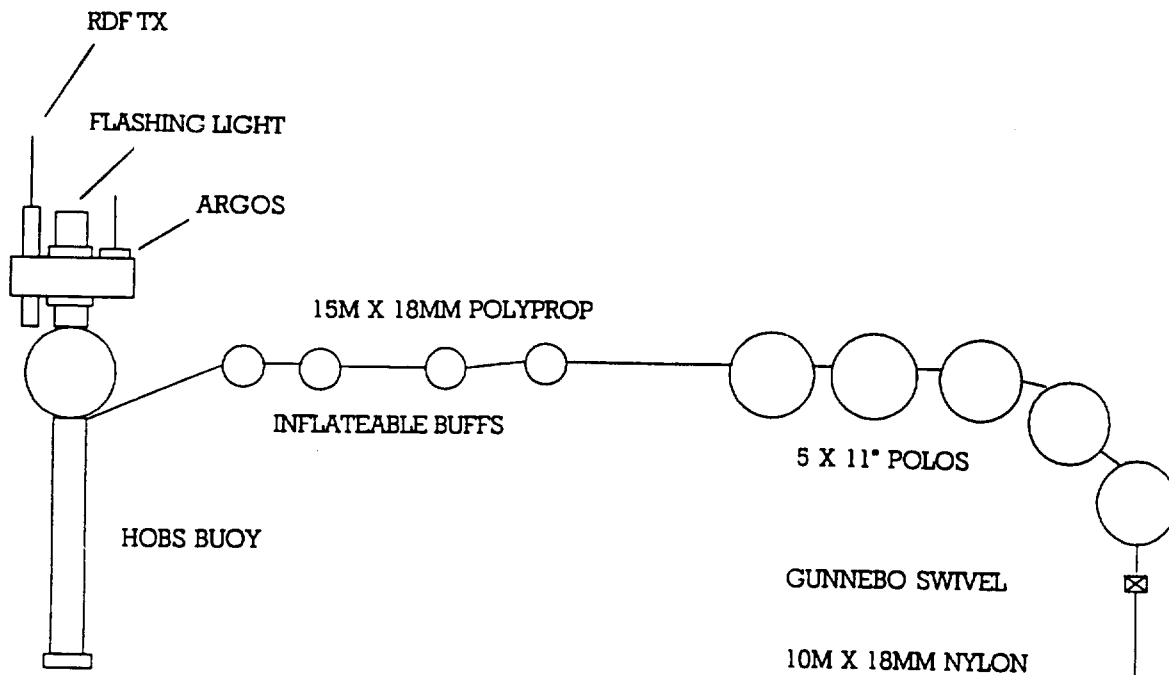 RDF TX
FLASHING LIGHT
ARGOS
15M X 18MM POLYPROP
INFLATEABLE BUFFS
5 X 11" POLOS
HOBS BUOY
GUNNEBO SWIVEL
10M X 18MM NYLON